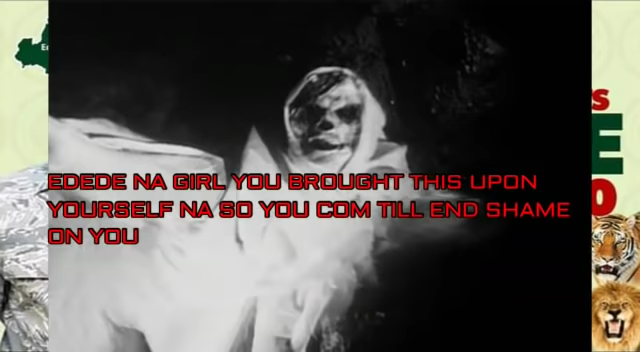 EDEDE NA GIRL YOU BROUGHT THIS UPON
YOURSELF NA SO YOU COM TILL END SHAME
ON YOU